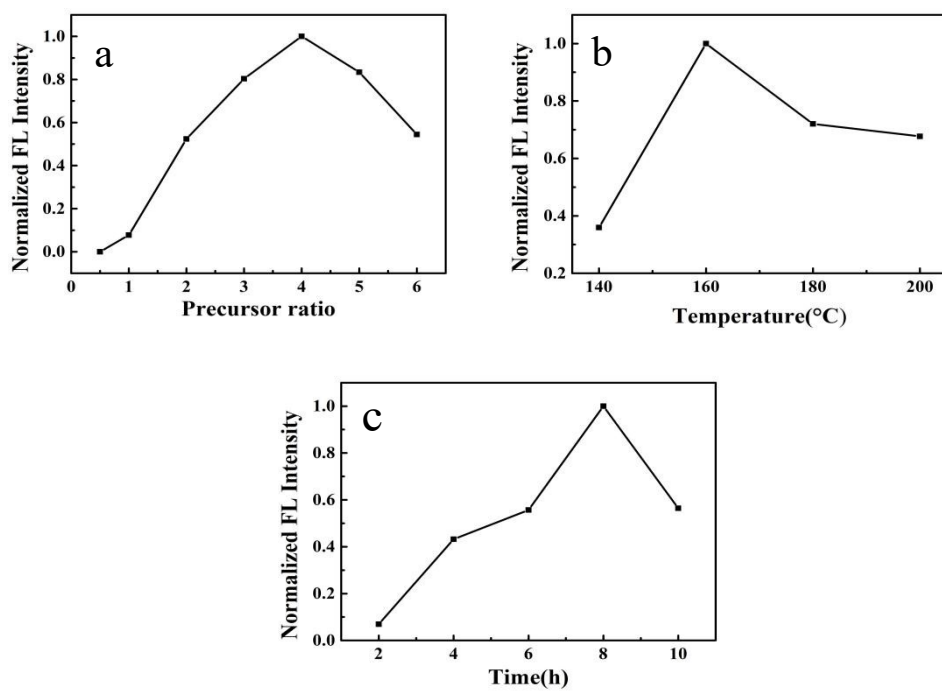 a
Normalized FL Intensity
1.0
0.8
0.6
0.4
0.2
0.0
0 1 2 3 4 5 6
Precursor ratio
b
Normalized FL Intensity
1.0
0.8
0.6
0.4
0.2
140 160 180 200
Temperature(°C)
c
Normalized FL Intensity
1.0
0.8
0.6
0.4
0.2
0.0
2 4 6 8 10
Time(h)